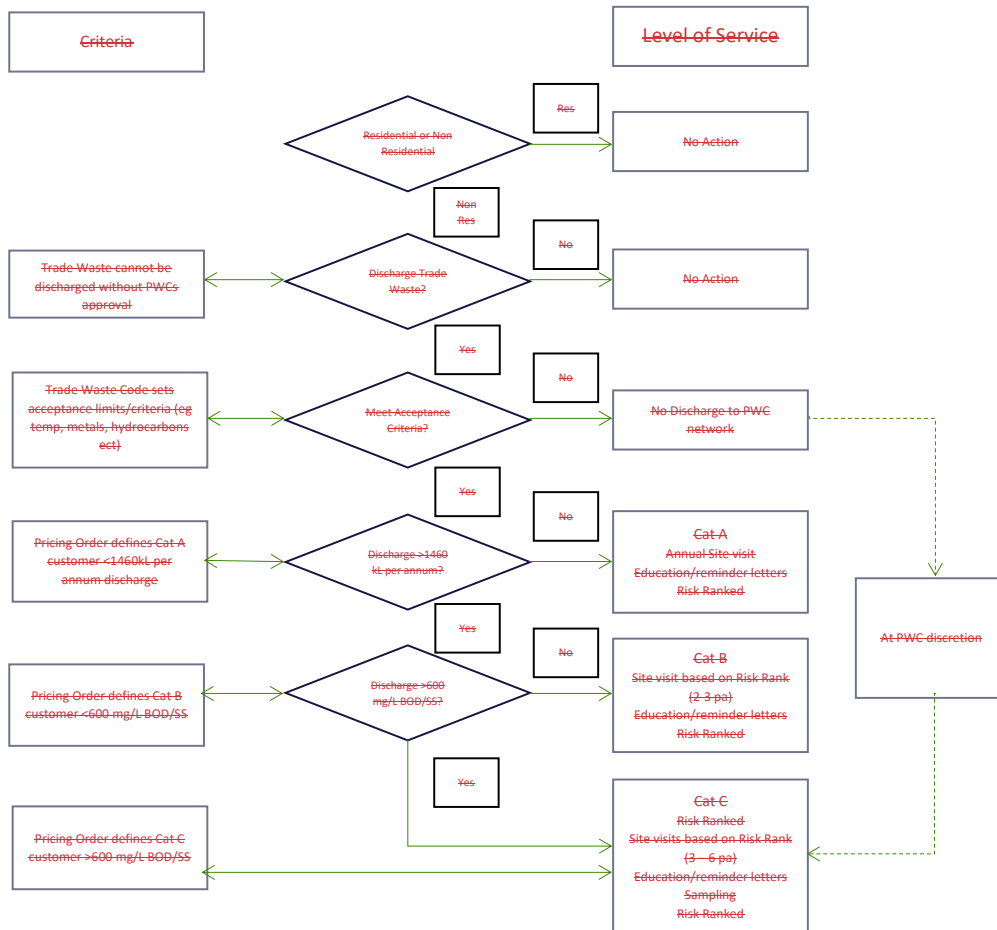 Criteria
Level of Service
Res
Residential or Non
Residential
No Action
Non
Res
No
Trade Waste cannot be
discharged without PWCs
approval
Discharge Trade
Waste?
No Action
Yes
No
Trade Waste Code sets
acceptance limits/criteria (eg
temp, metals, hydrocarbons
ect)
Meet Acceptance
Criteria?
No Discharge to PWC
network
Yes
No
Pricing Order defines Cat A
customer <1460kL per
annum discharge
Discharge >1460
kL per annum?
Cat A
Annual Site visit
Education/reminder letters
Risk Ranked
At PWC discretion
Yes
No
Pricing Order defines Cat B
customer <600 mg/L BOD/SS
Discharge >600
mg/L BOD/SS?
Cat B
Site visit based on Risk Rank
(2-3 pa)
Education/reminder letters
Risk Ranked
Yes
Pricing Order defines Cat C
customer >600 mg/L BOD/SS
Cat C
Risk Ranked
Site visits based on Risk Rank
(3 – 6 pa)
Education/reminder letters
Sampling
Risk Ranked